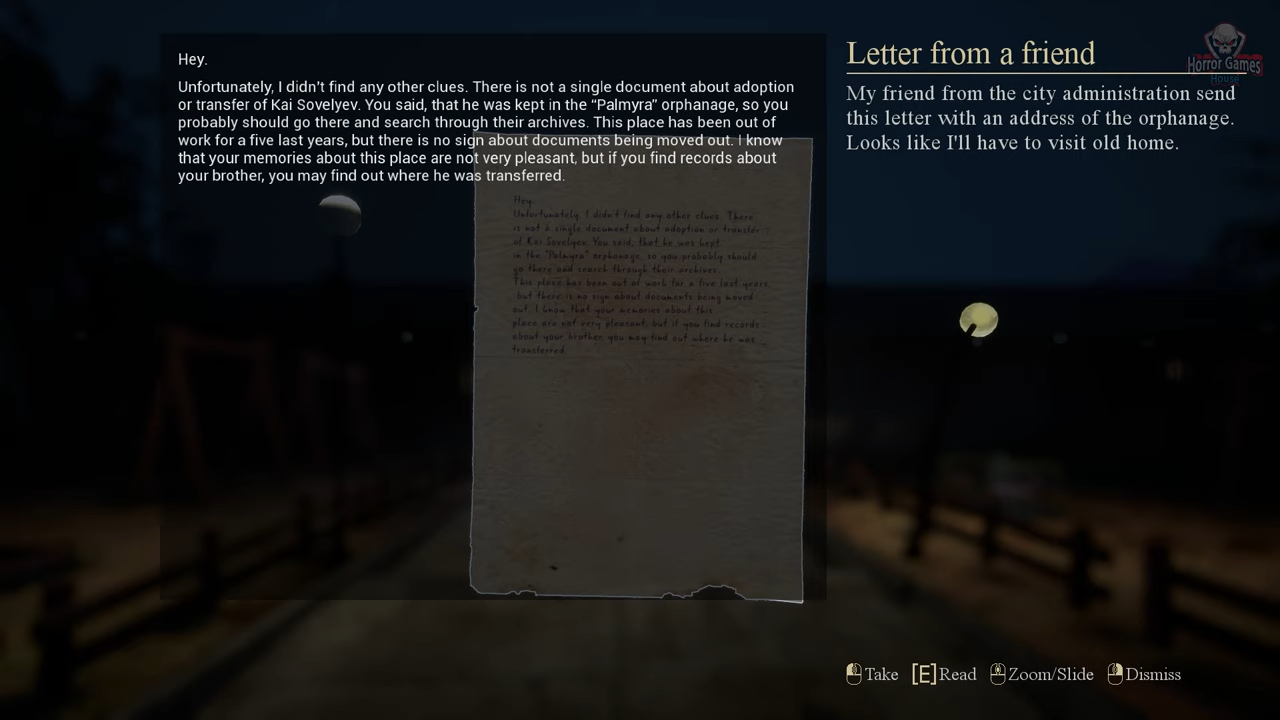 Hey.
Unfortunately, I didn't find any other clues. There is not a single document about adoption
or transfer of Kai Sovelyev. You said, that he was kept in the “Palmyra” orphanage, so you
probably should go there and search through their archives. This place has been out of
work for a five last years, but there is no sign about documents being moved out. I know
that your memories about this place are not very pleasant, but if you find records about
your brother, you may find out where he was transferred.
Hey.
Unfortunately, I didn't find any other clues. There
is not a single document about adoption or transfer
of Kai Sovelyev. You said, that he was kept
in the "Palmyra" orphanage, so you probably should
go there and search through their archives.
This place has been out of work for a five last years,
but there is no sign about documents being moved
out. I know that your memories about this
place are not very pleasant, but if you find records
about your brother, you may find out where he was
transferred.
Letter from a friend
My friend from the city administration send
this letter with an address of the orphanage.
Looks like I'll have to visit old home.
Horror Games
House
Take [E]Read Zoom/Slide Dismiss